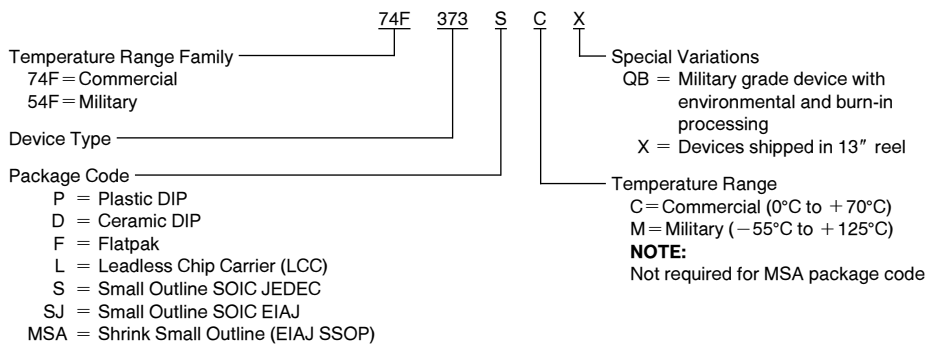 74F 373 S C X
Temperature Range Family
74F = Commercial
54F = Military
Device Type
Package Code
P = Plastic DIP
D = Ceramic DIP
F = Flatpak
L = Leadless Chip Carrier (LCC)
S = Small Outline SOIC JEDEC
SJ = Small Outline SOIC EIAJ
MSA = Shrink Small Outline (EIAJ SSOP)
Special Variations
QB = Military grade device with
environmental and burn-in
processing
X = Devices shipped in 13″ reel
Temperature Range
C = Commercial (0°C to +70°C)
M = Military (−55°C to +125°C)
NOTE:
Not required for MSA package code